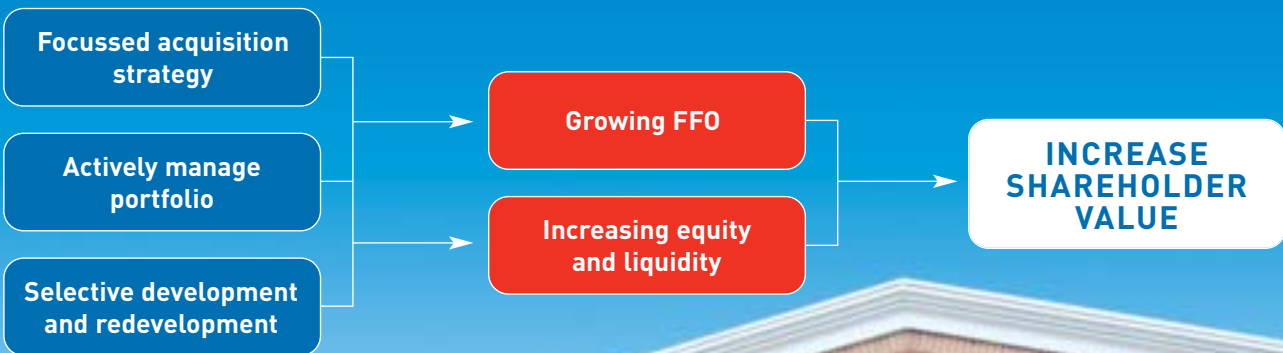 Focussed acquisition
strategy
Actively manage
portfolio
Selective development
and redevelopment
Growing FFO
Increasing equity
and liquidity
INCREASE
SHAREHOLDER
VALUE